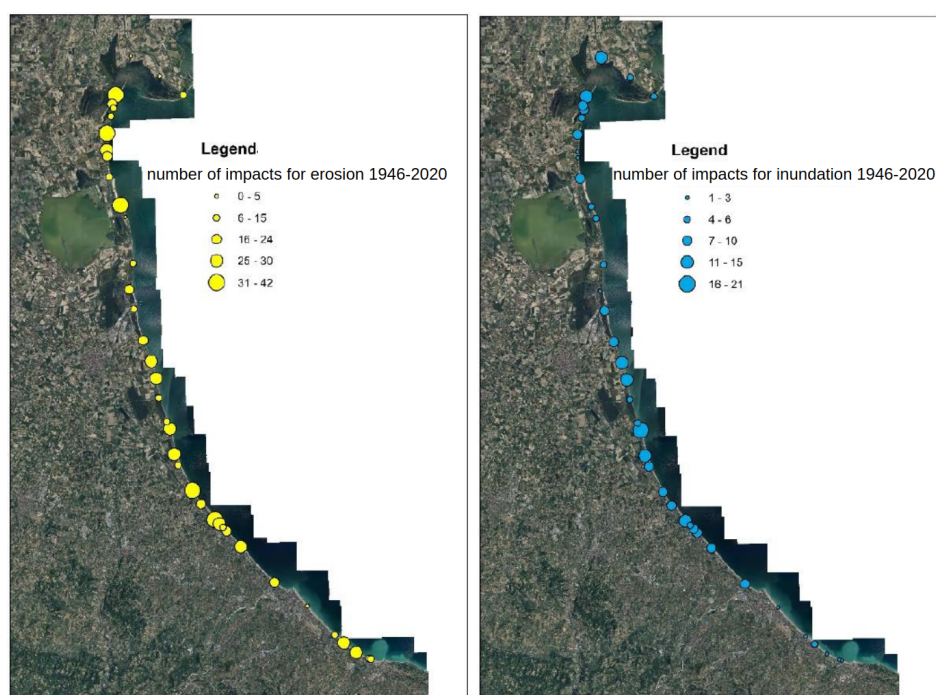 Legend
number of impacts for erosion 1946-2020
0 - 5
6 - 15
16 - 24
25 - 30
31 - 42
Legend
number of impacts for inundation 1946-2020
1 - 3
4 - 6
7 - 10
11 - 15
16 - 21